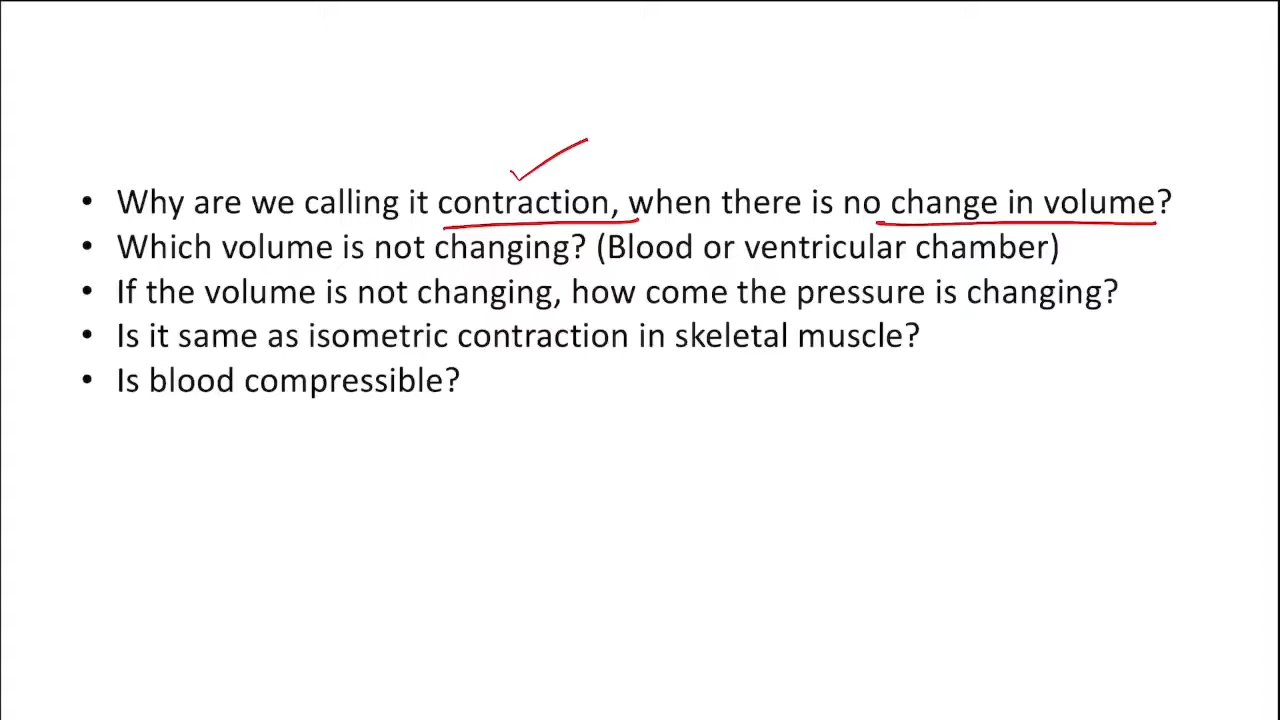 • Why are we calling it contraction, when there is no change in volume?
• Which volume is not changing? (Blood or ventricular chamber)
• If the volume is not changing, how come the pressure is changing?
• Is it same as isometric contraction in skeletal muscle?
• Is blood compressible?